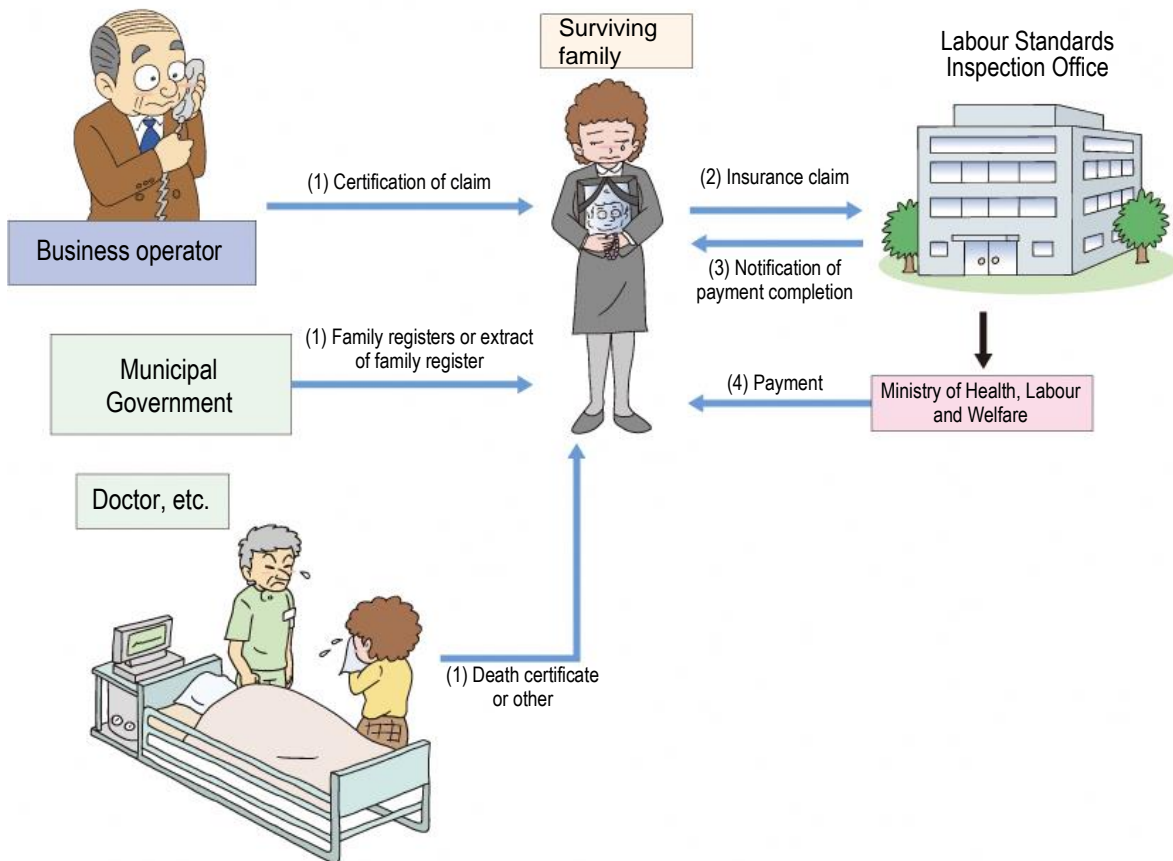 Surviving
family
Labour Standards
Inspection Office
(1) Certification of claim
(2) Insurance claim
Business operator
(3) Notification of
payment completion
(1) Family registers or extract
of family register
Municipal
Government
(4) Payment
Ministry of Health, Labour
and Welfare
Doctor, etc.
(1) Death certificate
or other